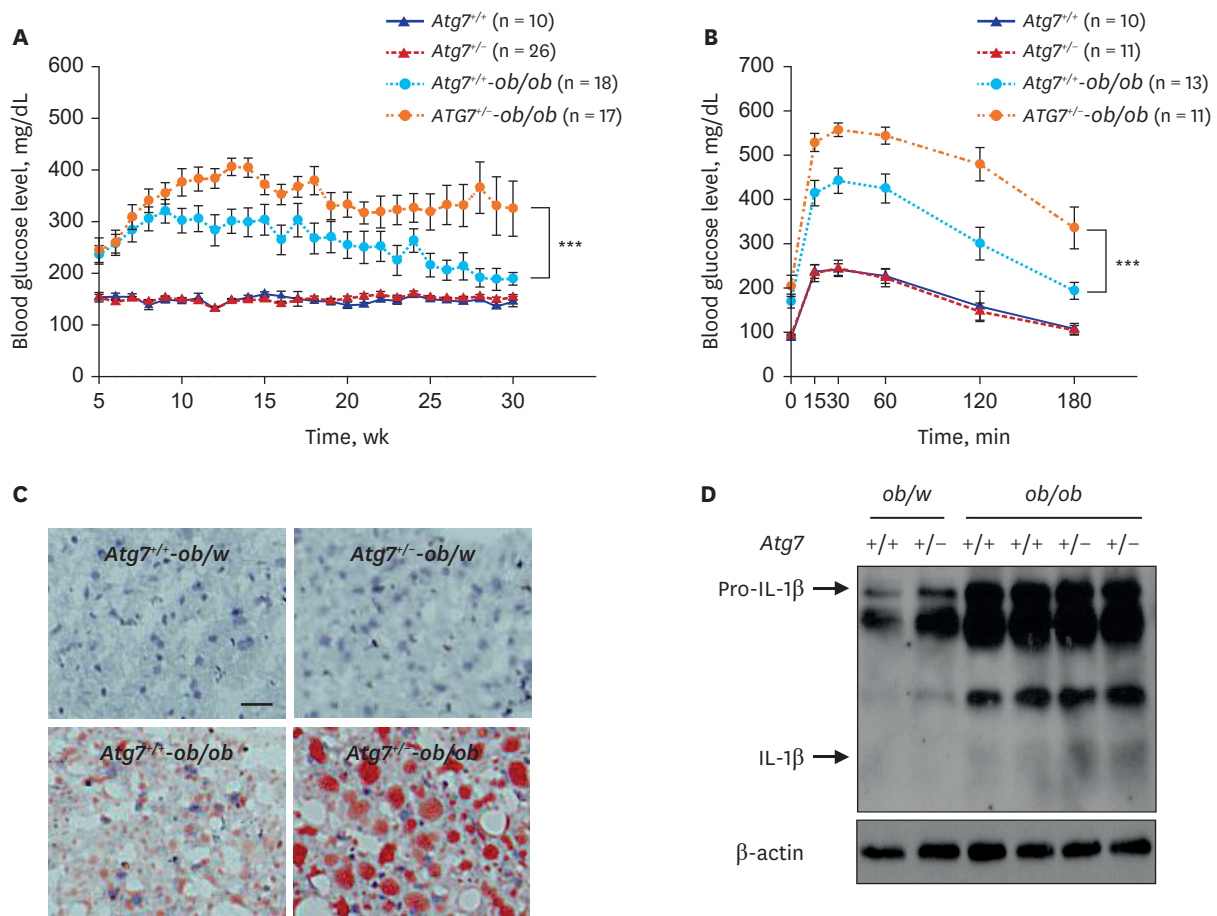 A
Atg7+/+ (n = 10)
Atg7+/− (n = 26)
Atg7+/+-ob/ob (n = 18)
ATG7+/−-ob/ob (n = 17)
Blood glucose level, mg/dL
600
500
400
300
200
100
0
5 10 15 20 25 30
Time, wk
***
B
Atg7+/+ (n = 10)
Atg7+/− (n = 11)
Atg7+/+-ob/ob (n = 13)
ATG7+/−-ob/ob (n = 11)
Blood glucose level, mg/dL
700
600
500
400
300
200
100
0
0 15 30 60 120 180
Time, min
***
C
Atg7+/+-ob/w
Atg7+/−-ob/w
Atg7+/+-ob/ob
Atg7+/−-ob/ob
D
ob/w ob/ob
Atg7 +/+ +/− +/+ +/+ +/− +/−
Pro-IL-1β
IL-1β
β-actin